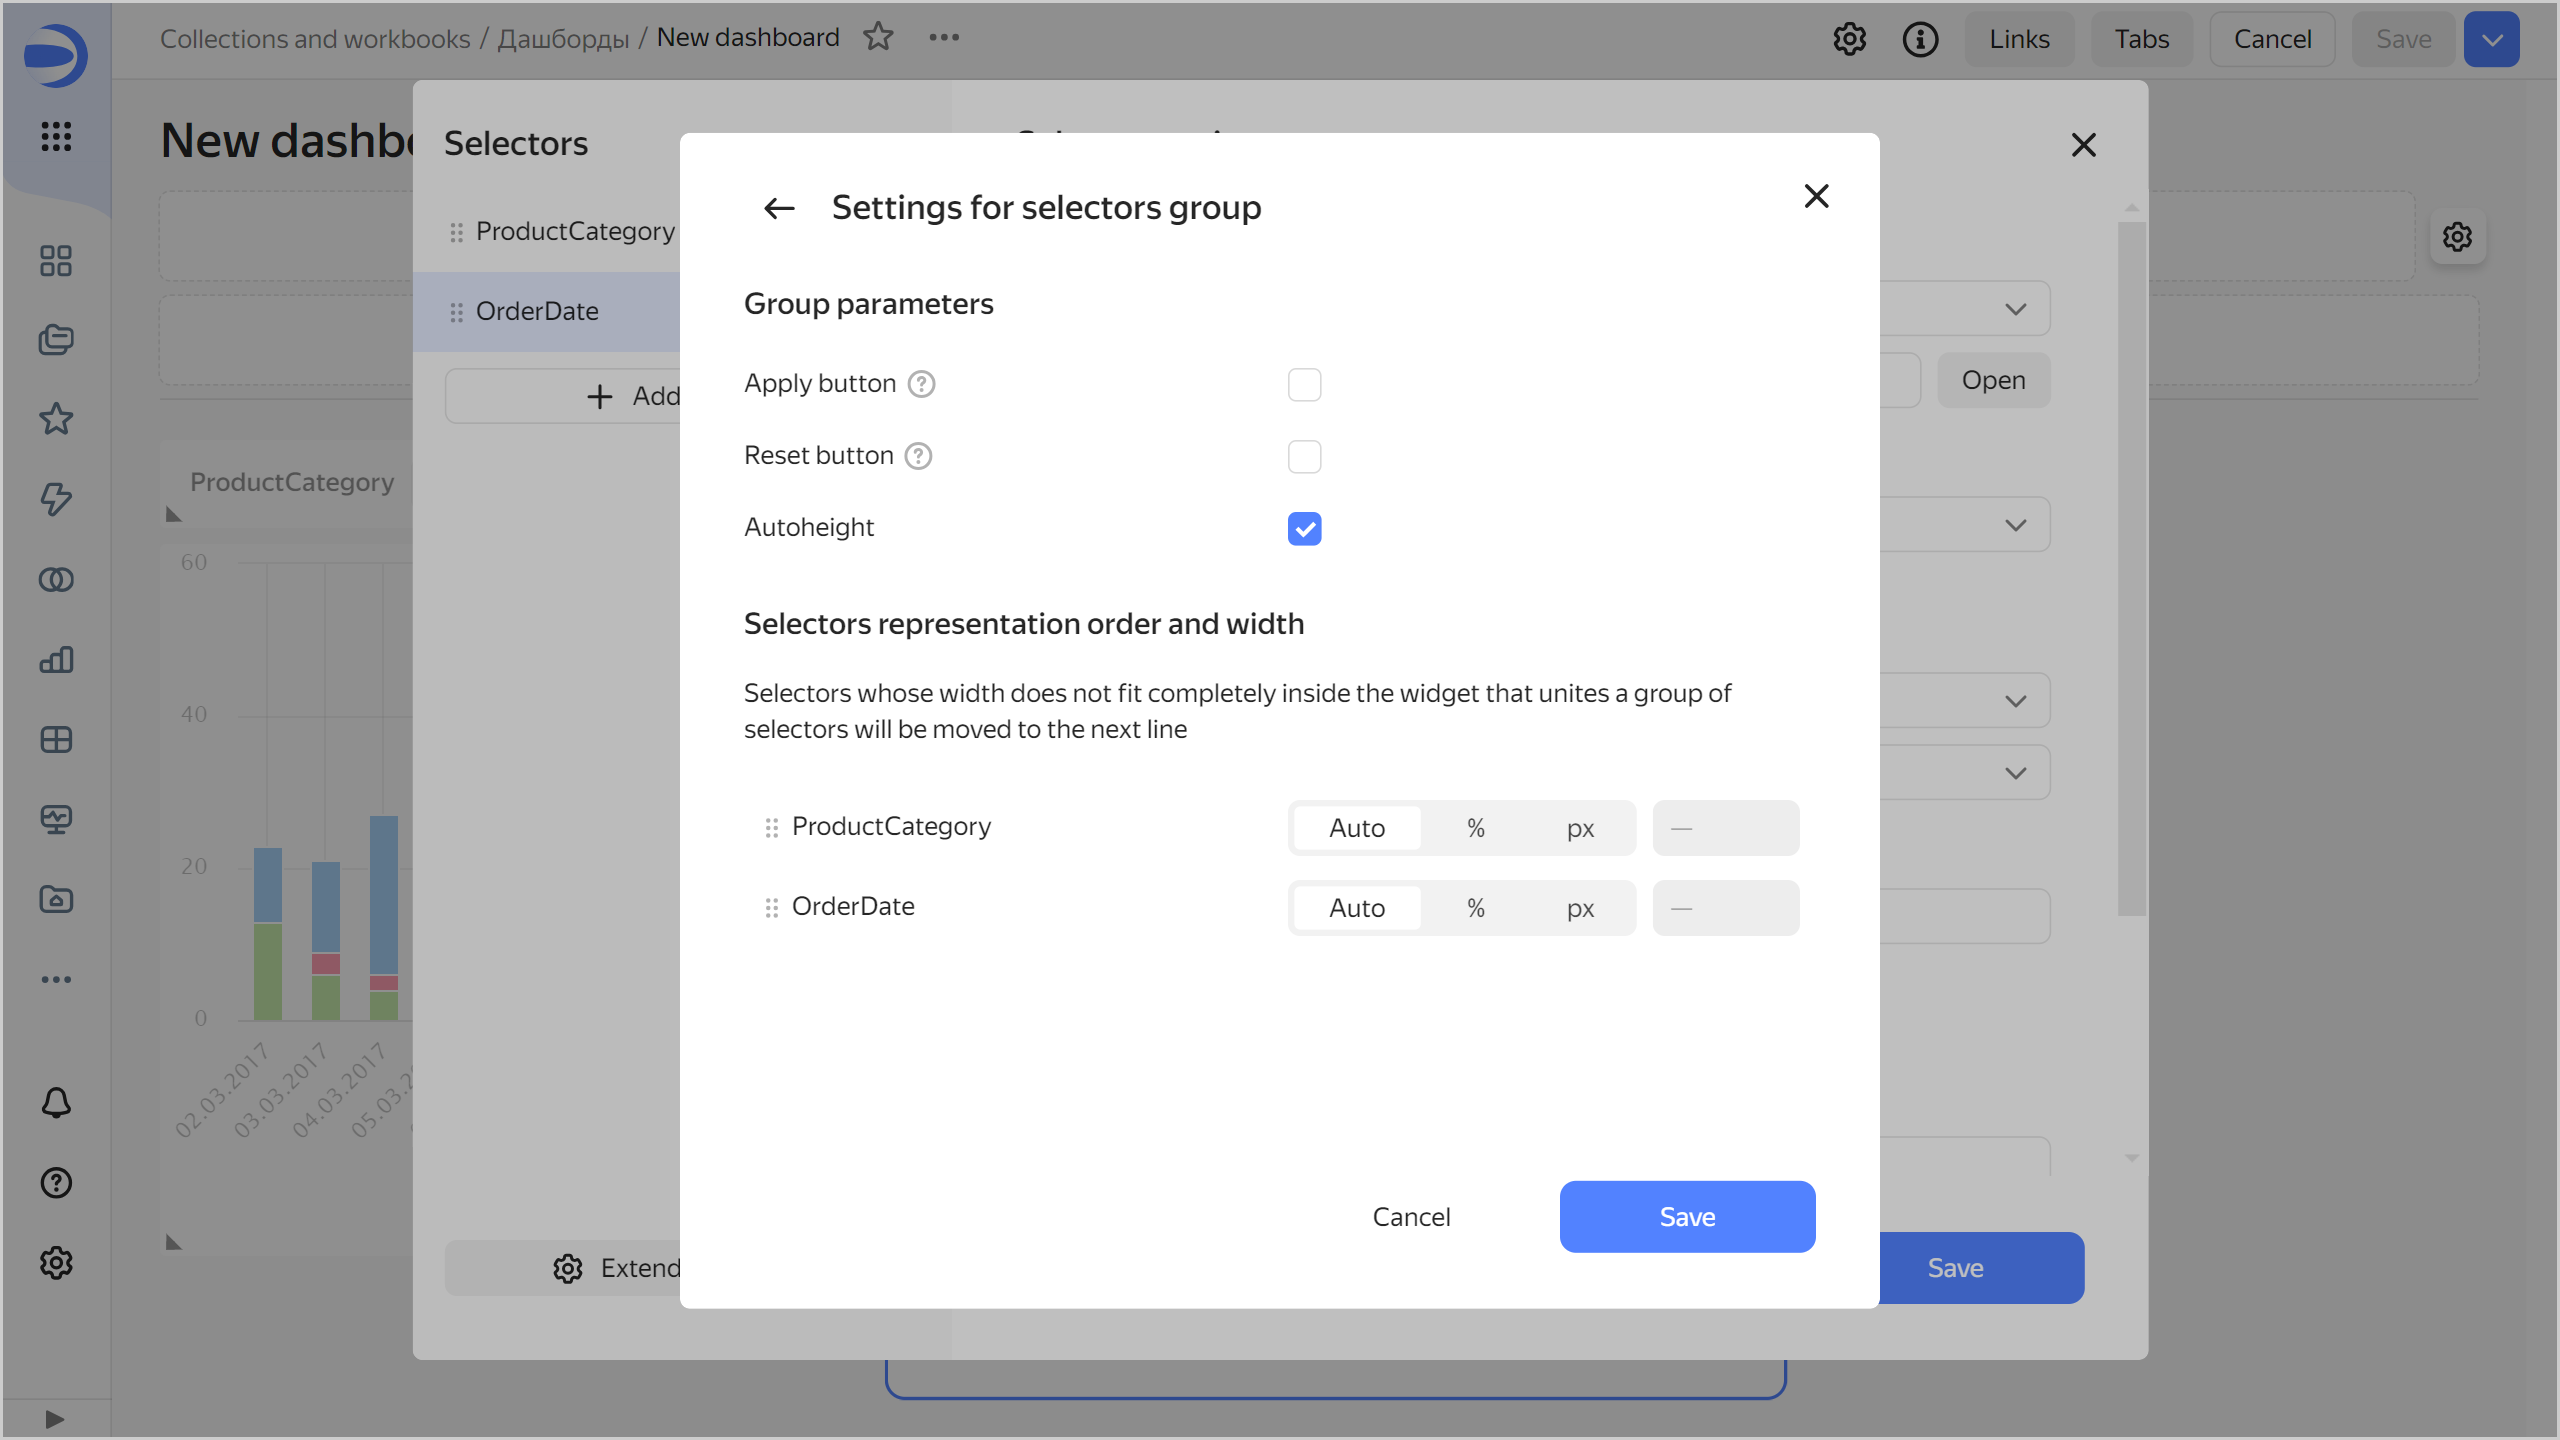 Collections and workbooks / Дашборды / New dashboard
Links
Tabs
Cancel
Save
New dashbo
Selectors
ProductCategory
OrderDate
Add
Open
ProductCategory
60
40
20
0
02.03.2017
03.03.2017
04.03.2017
05.03.2
Extend
Save
Settings for selectors group
Group parameters
Apply button ?
Reset button ?
Autoheight
Selectors representation order and width
Selectors whose width does not fit completely inside the widget that unites a group of
selectors will be moved to the next line
ProductCategory Auto % px —
OrderDate Auto % px —
Cancel
Save